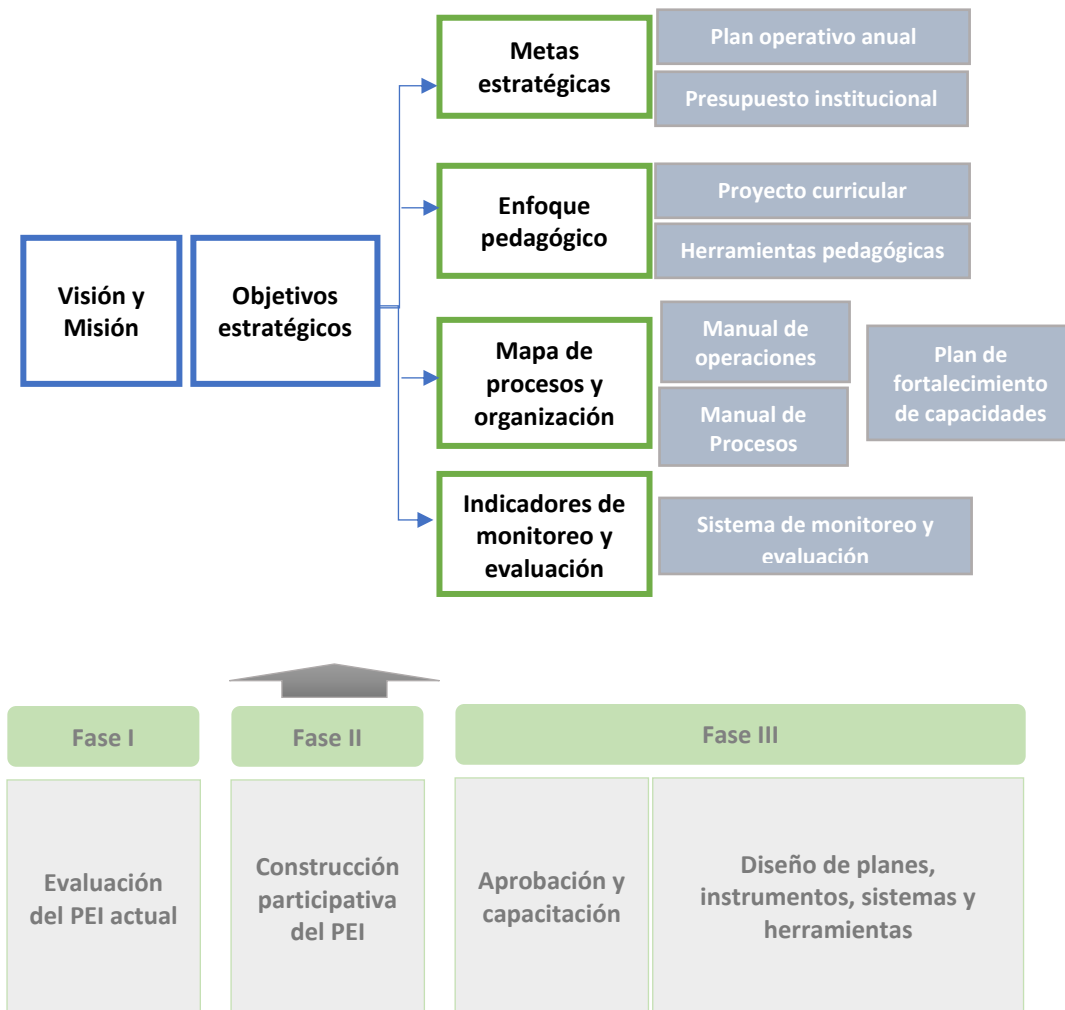 Metas
estratégicas
Plan operativo anual
Presupuesto institucional
Enfoque
pedagógico
Proyecto curricular
Herramientas pedagógicas
Visión y
Misión
Objetivos
estratégicos
Mapa de
procesos y
organización
Manual de
operaciones
Manual de
Procesos
Plan de
fortalecimiento
de capacidades
Indicadores de
monitoreo y
evaluación
Sistema de monitoreo y
evaluación
Fase I
Fase II
Fase III
Evaluación
del PEI actual
Construcción
participativa
del PEI
Aprobación y
capacitación
Diseño de planes,
instrumentos, sistemas y
herramientas